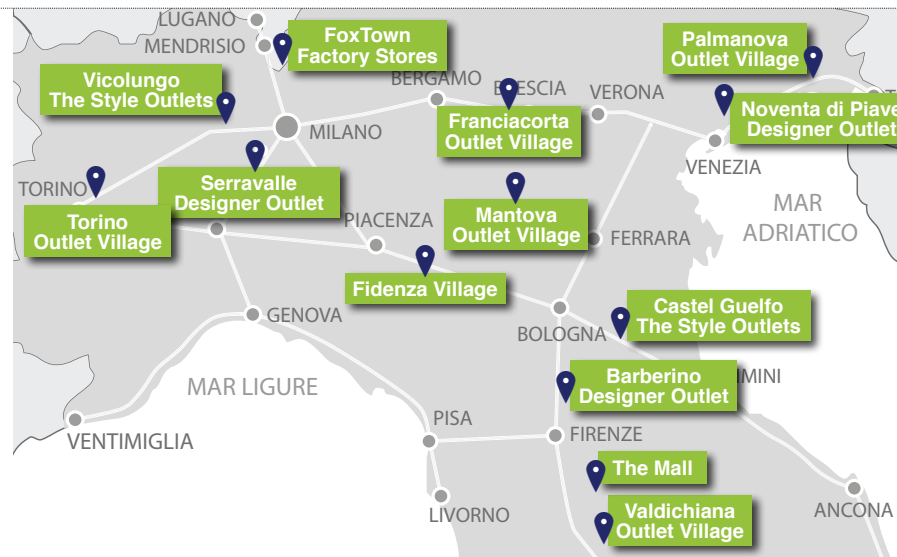 LUGANO
MENDRISIO
FoxTown
Factory Stores
Palmanova
Outlet Village
Vicolungo
The Style Outlets
BERGAMO
BRESCIA
VERONA
Noventa di Piave
Designer Outlet
MILANO
Franciacorta
Outlet Village
VENEZIA
TORINO
Serravalle
Designer Outlet
Mantova
Outlet Village
MAR
ADRIATICO
Torino
Outlet Village
PIACENZA
FERRARA
Fidenza Village
GENOVA
BOLOGNA
Castel Guelfo
The Style Outlets
MAR LIGURE
Barberino
Designer Outlet
IMINI
PISA
FIRENZE
VENTIMIGLIA
The Mall
LIVORNO
Valdichiana
Outlet Village
ANCONA